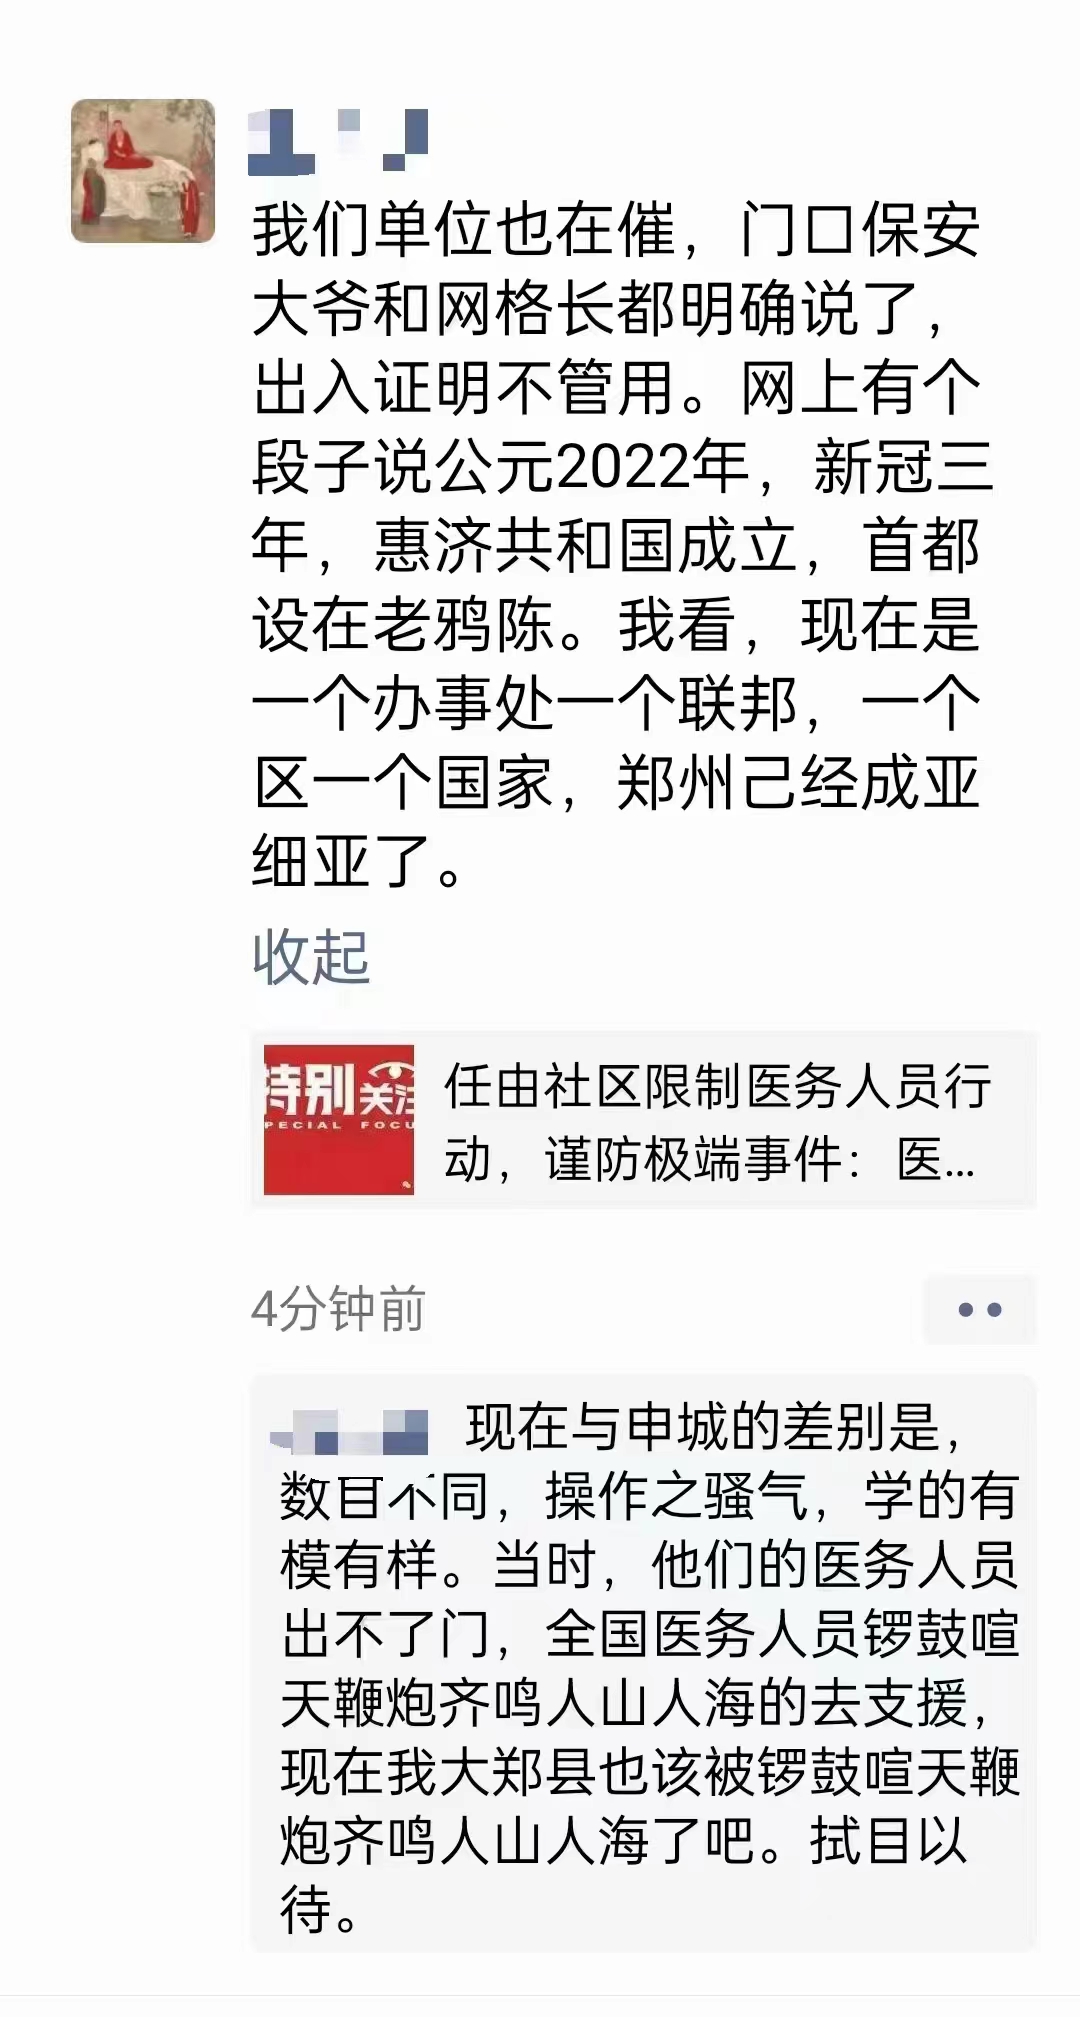 我们单位也在催，门口保安
大爷和网格长都明确说了，
出入证明不管用。网上有个
段子说公元2022年，新冠三
年，惠济共和国成立，首都
设在老鸦陈。我看，现在是
一个办事处一个联邦，一个
区一个国家，郑州己经成亚
细亚了。
收起
特别关注
PECIAL FOCU
任由社区限制医务人员行
动，谨防极端事件：医...
4分钟前
现在与申城的差别是，
数目不同，操作之骚气，学的有
模有样。当时，他们的医务人员
出不了门，全国医务人员锣鼓喧
天鞭炮齐鸣人山人海的去支援，
现在我大郑县也该被锣鼓喧天鞭
炮齐鸣人山人海了吧。拭目以
待。